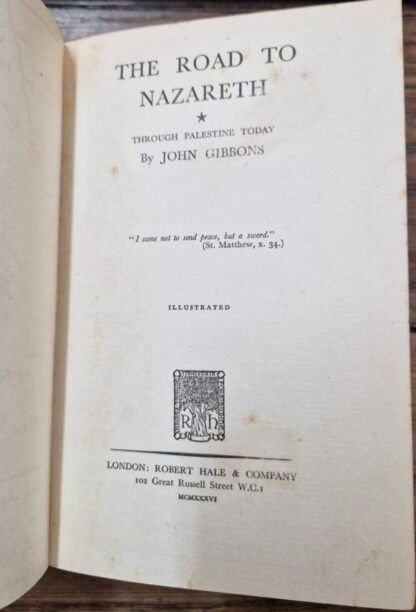 THE ROAD TO
NAZARETH
★
THROUGH PALESTINE TODAY
By JOHN GIBBONS
"I came not to send peace, but a sword."
(St. Matthew, x. 34.)
ILLUSTRATED
R H
LONDON: ROBERT HALE & COMPANY
102 Great Russell Street W.C.1
MCMXXXVI